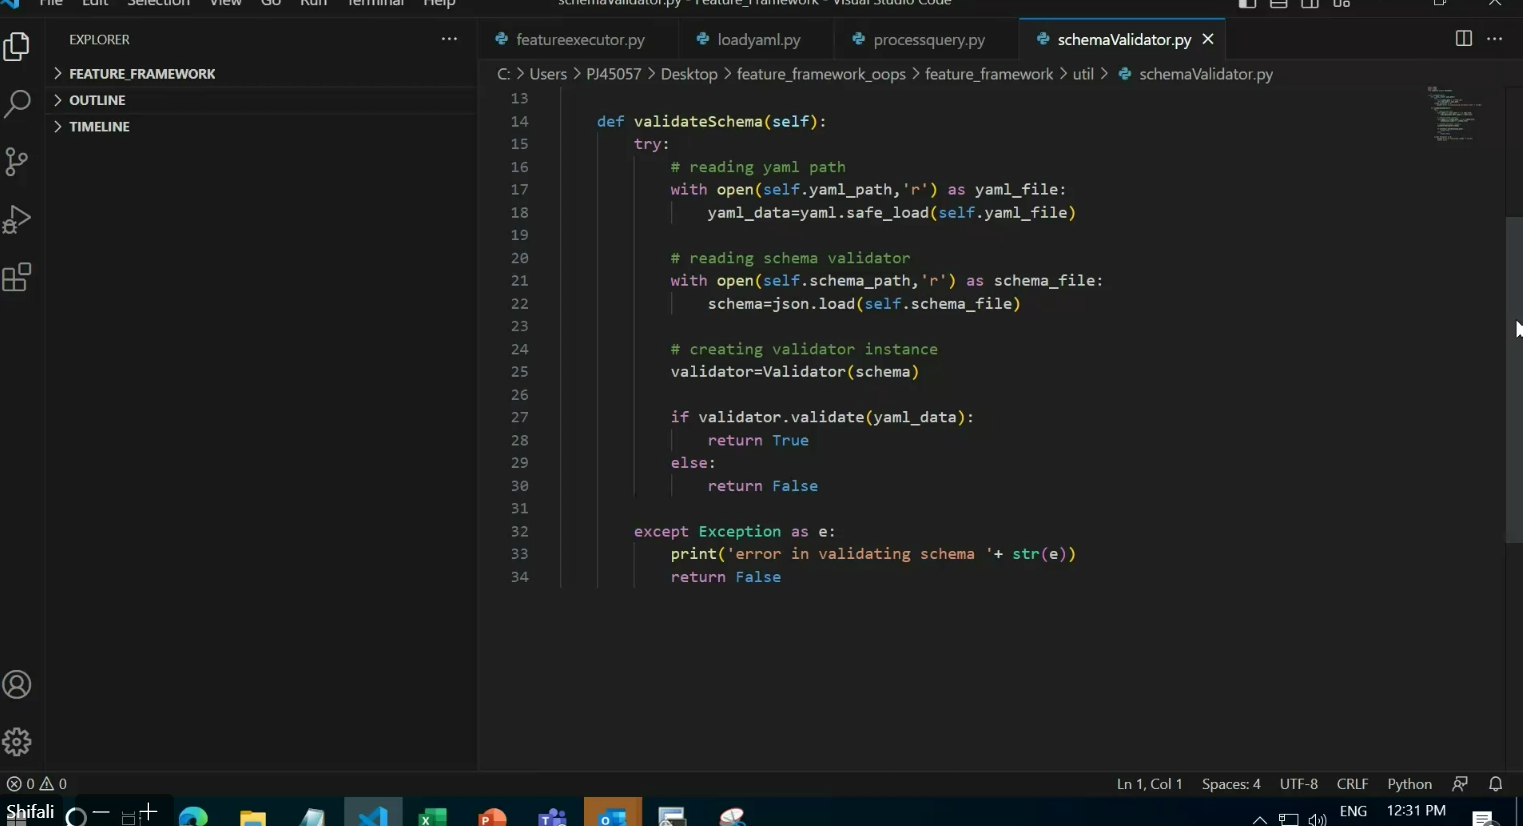 File Edit Selection View Go Run Terminal Help
schemaValidator.py - Feature_Framework - Visual Studio Code
EXPLORER
FEATURE_FRAMEWORK
OUTLINE
TIMELINE
featureexecutor.py
loadyaml.py
processquery.py
schemaValidator.py
C: > Users > PJ45057 > Desktop > feature_framework_oops > feature_framework > util > schemaValidator.py
13
14 def validateSchema(self):
15 try:
16 # reading yaml path
17 with open(self.yaml_path,'r') as yaml_file:
18 yaml_data=yaml.safe_load(self.yaml_file)
19
20 # reading schema validator
21 with open(self.schema_path,'r') as schema_file:
22 schema=json.load(self.schema_file)
23
24 # creating validator instance
25 validator=Validator(schema)
26
27 if validator.validate(yaml_data):
28 return True
29 else:
30 return False
31
32 except Exception as e:
33 print('error in validating schema '+ str(e))
34 return False
0 0
Ln 1, Col 1 Spaces: 4 UTF-8 CRLF Python
Shifali
ENG 12:31 PM